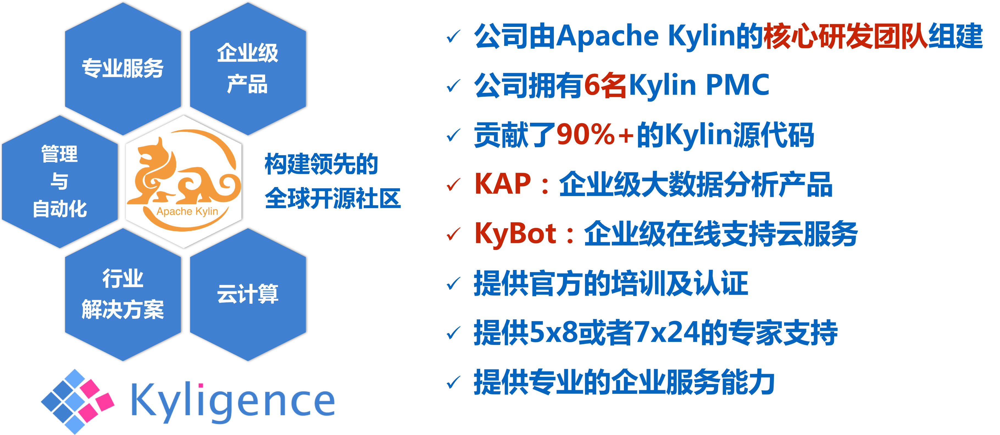 专业服务
企业级
产品
管理
与
自动化
Apache Kylin
构建领先的
全球开源社区
行业
解决方案
云计算
Kyligence
公司由Apache Kylin的核心研发团队组建
公司拥有6名Kylin PMC
贡献了90%+的Kylin源代码
KAP：企业级大数据分析产品
KyBot：企业级在线支持云服务
提供官方的培训及认证
提供5x8或者7x24的专家支持
提供专业的企业服务能力